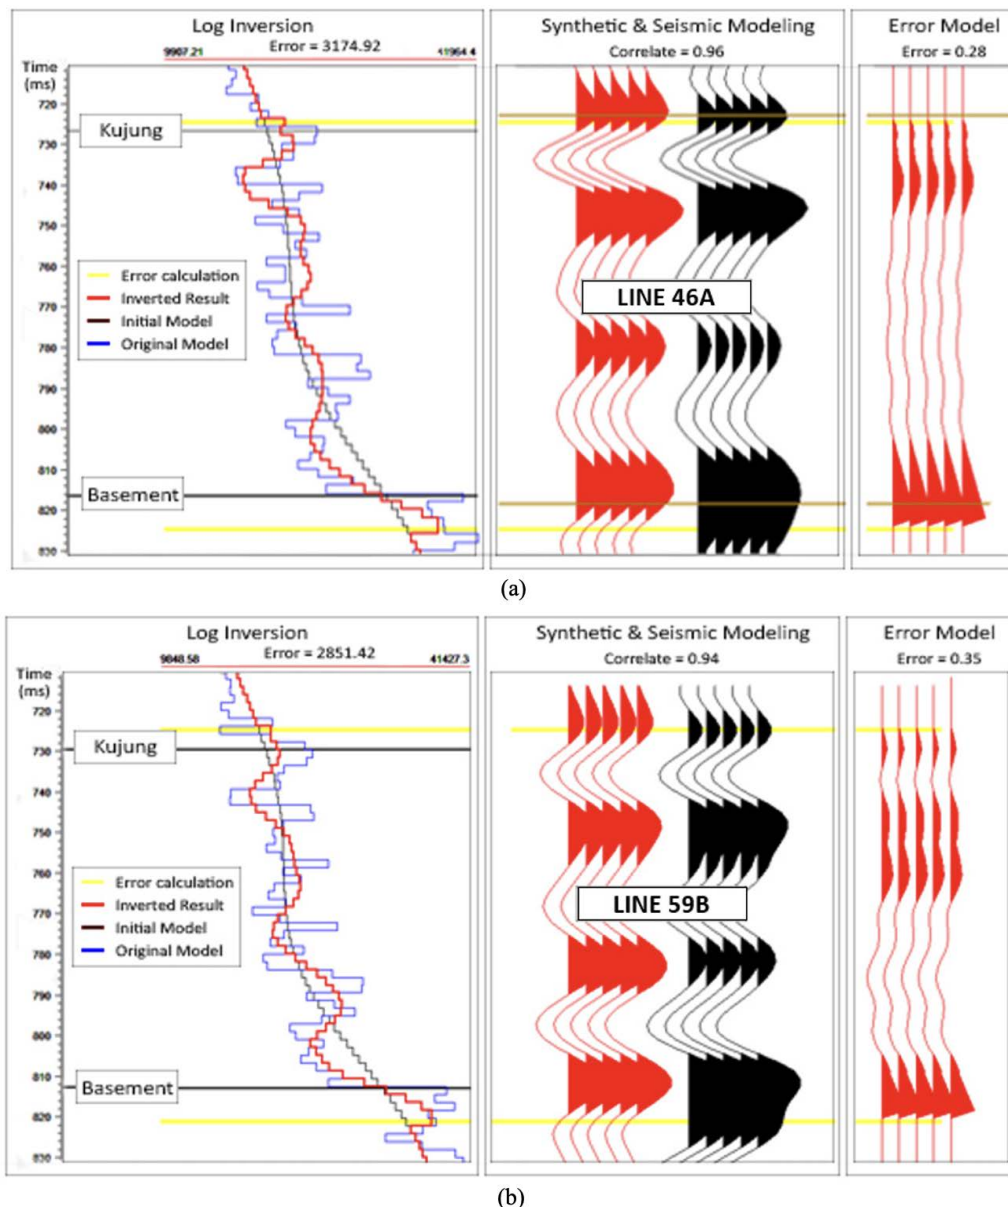 Log Inversion
Error = 3174.92
9907.21
41964.4
Time
(ms)
720
730
740
750
760
770
780
790
800
810
820
830
Kujung
Basement
Error calculation
Inverted Result
Initial Model
Original Model
Synthetic & Seismic Modeling
Correlate = 0.96
LINE 46A
Error Model
Error = 0.28
(a)
Log Inversion
Error = 2851.42
9848.58
41427.3
Time
(ms)
720
730
740
750
760
770
780
790
800
810
820
830
Kujung
Basement
Error calculation
Inverted Result
Initial Model
Original Model
Synthetic & Seismic Modeling
Correlate = 0.94
LINE 59B
Error Model
Error = 0.35
(b)